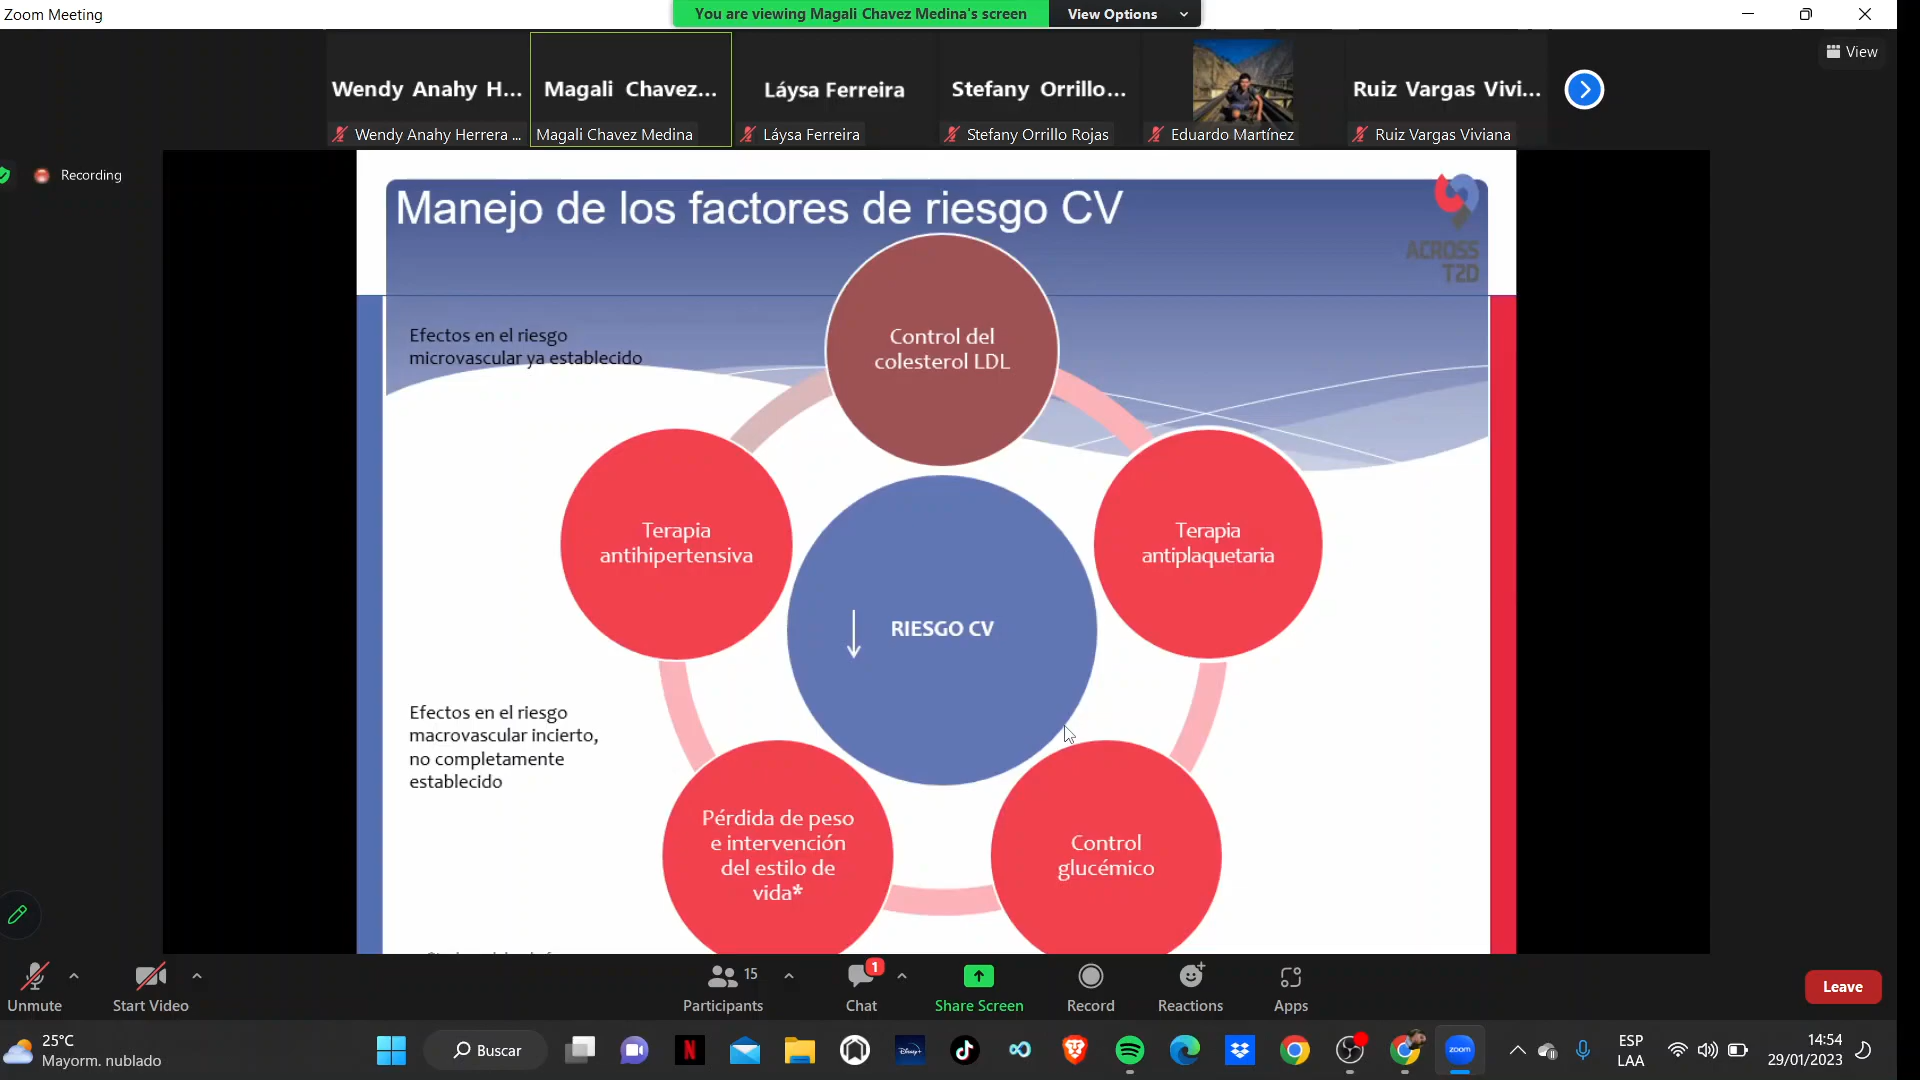 Zoom Meeting
You are viewing Magali Chavez Medina's screen
View Options
View
Wendy Anahy H...
Magali Chavez...
Láysa Ferreira
Stefany Orrillo...
Ruiz Vargas Vivi...
Wendy Anahy Herrera ...
Magali Chavez Medina
Láysa Ferreira
Stefany Orrillo Rojas
Eduardo Martínez
Ruiz Vargas Viviana
Recording
Manejo de los factores de riesgo CV
ACROSS
T2D
Efectos en el riesgo
microvascular ya establecido
Control del
colesterol LDL
Terapia
antihipertensiva
Terapia
antiplaquetaria
RIESGO CV
Efectos en el riesgo
macrovascular incierto,
no completamente
establecido
Pérdida de peso
e intervención
del estilo de
vida*
Control
glucémico
Unmute
Start Video
15
Participants
1
Chat
Share Screen
Record
Reactions
Apps
Leave
25°C
Mayorm. nublado
Buscar
N
Disney+
zoom
ESP
LAA
14:54
29/01/2023